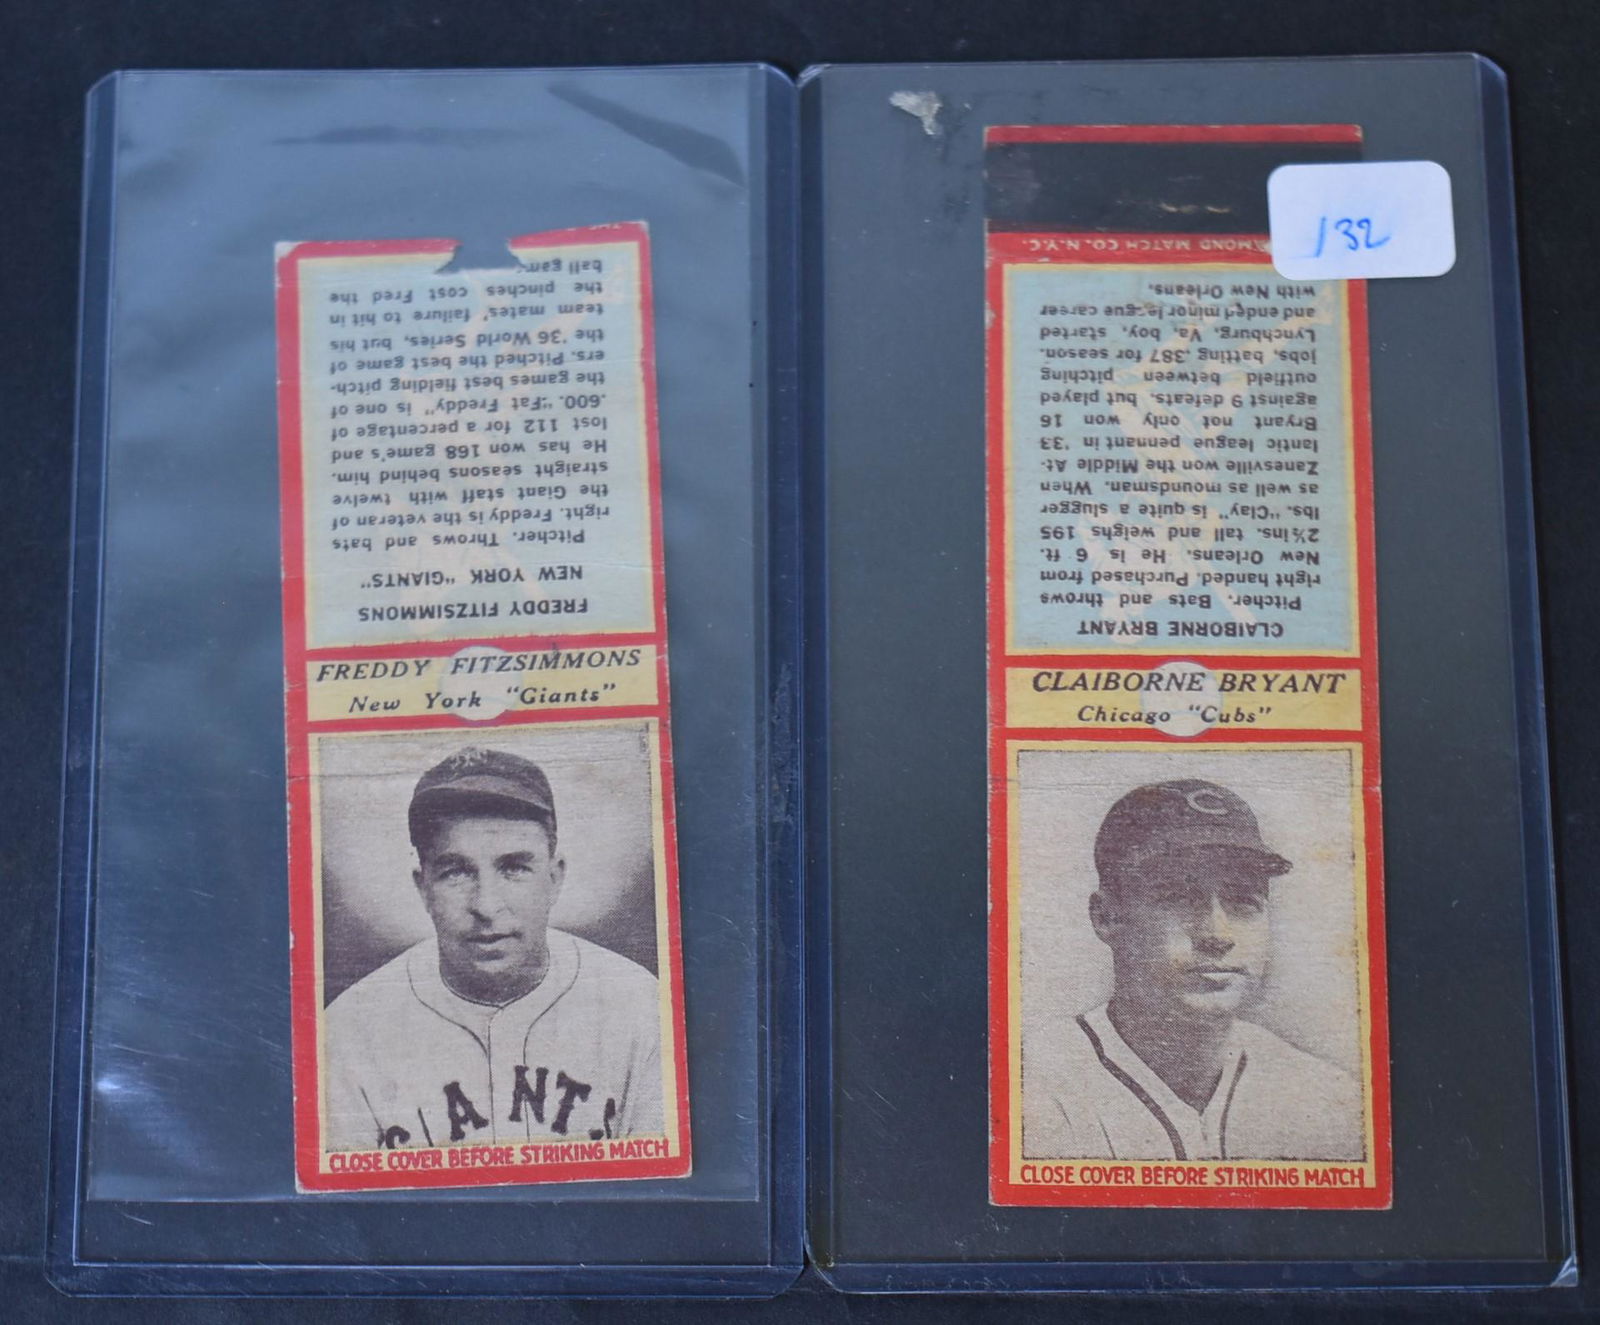 FREDDY FITZSIMMONS
NEW YORK "GIANTS"
Pitcher. Throws and bats
right. Freddy is the veteran of
the Giant staff with twelve
straight seasons behind him.
He has won 168 game's and
lost 112 for a percentage of
.600. "Fat Freddy" is one of
the games best fielding pitch-
ers. Pitched the best game of
the '36 World Series, but his
team mates' failure to hit in
the pinches cost Fred the
ball game.
THE
FREDDY FITZSIMMONS
New York "Giants"
GIANTS
CLOSE COVER BEFORE STRIKING MATCH
132
CLAIBORNE BRYANT
Pitcher. Bats and throws
right handed. Purchased from
New Orleans. He is 6 ft.
2½ins. tall and weighs 195
lbs. "Clay" is quite a slugger
as well as moundsman. When
Zanesville won the Middle At-
lantic league pennant in '33
Bryant not only won 16
against 9 defeats, but played
outfield between pitching
jobs, batting .387 for season.
Lynchburg, Va, boy, started
and ended minor league career
with New Orleans.
AMOND MATCH CO. N.Y.C.
CLAIBORNE BRYANT
Chicago "Cubs"
C
CLOSE COVER BEFORE STRIKING MATCH